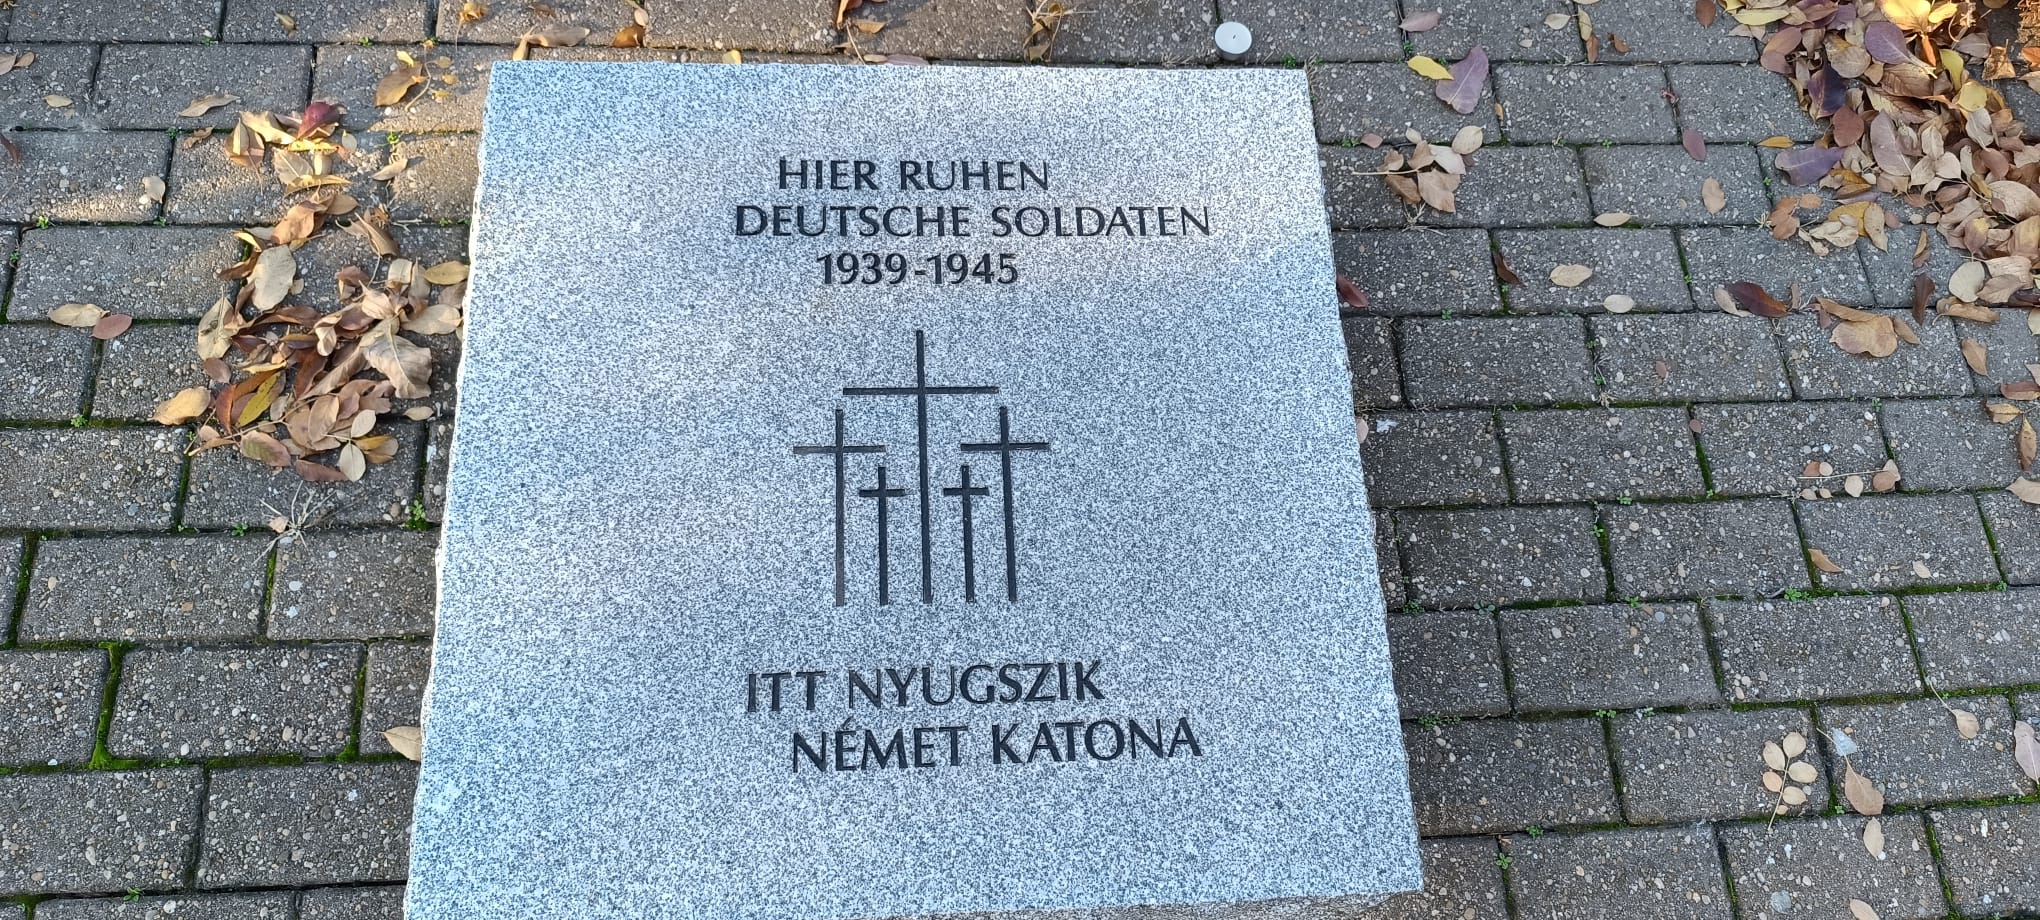 HIER RUHEN
DEUTSCHE SOLDATEN
1939-1945
ITT NYUGSZIK
NÉMET KATONA